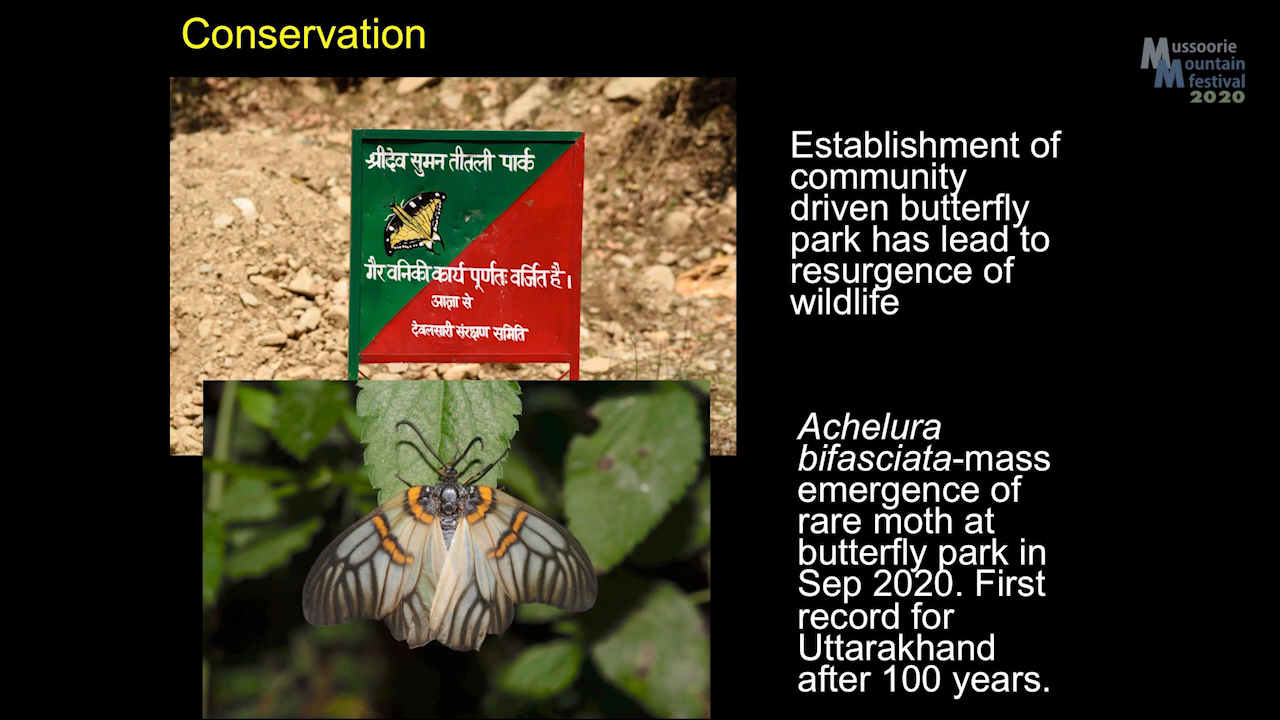 Conservation
Mussoorie
Mountain
festival
2020
श्रीदेव सुमन तीतली पार्क
गैर वनिकी कार्य पूर्णतः वर्जित है।
आज्ञा से
देवलसारी संरक्षण समिति
Establishment of
community
driven butterfly
park has lead to
resurgence of
wildlife
Achelura
bifasciata-mass
emergence of
rare moth at
butterfly park in
Sep 2020. First
record for
Uttarakhand
after 100 years.